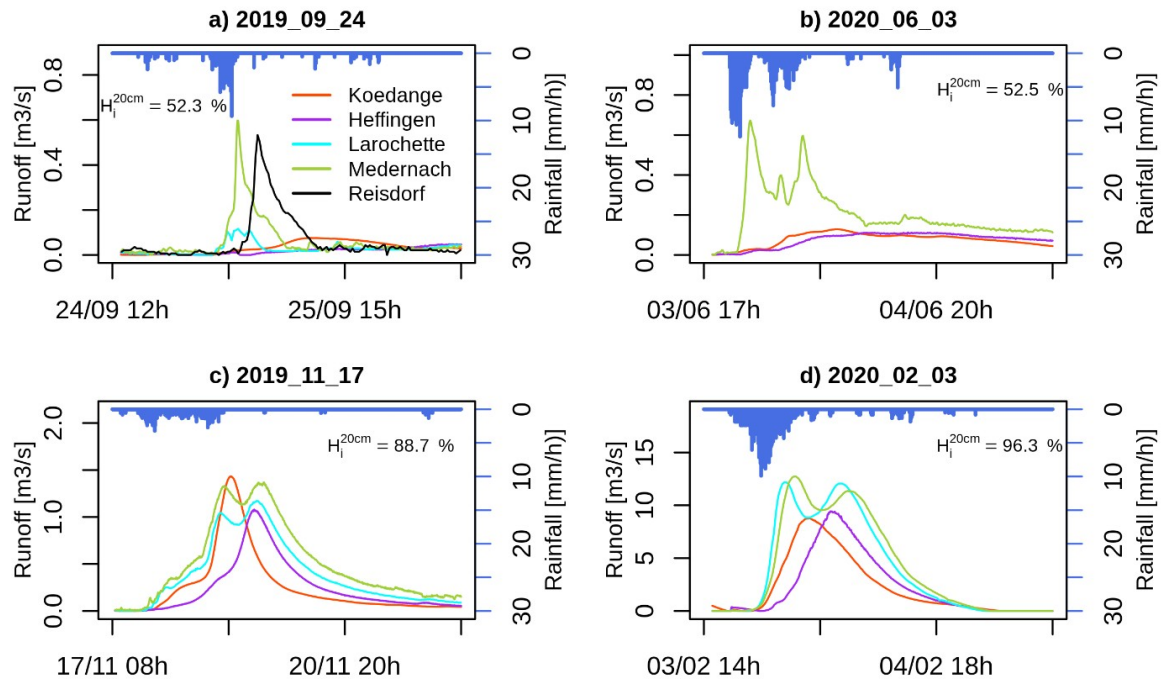 a) 2019_09_24
Runoff [m3/s]
0.0 0.4 0.8
H_i^20cm = 52.3 %
Koedange
Heffingen
Larochette
Medernach
Reisdorf
0 10 20 30
Rainfall [mm/h)]
24/09 12h 25/09 15h
b) 2020_06_03
Runoff [m3/s]
0.0 0.4 0.8
H_i^20cm = 52.5 %
0 10 20 30
Rainfall [mm/h)]
03/06 17h 04/06 20h
c) 2019_11_17
Runoff [m3/s]
0.0 1.0 2.0
H_i^20cm = 88.7 %
0 10 20 30
Rainfall [mm/h)]
17/11 08h 20/11 20h
d) 2020_02_03
Runoff [m3/s]
0 5 10 15
H_i^20cm = 96.3 %
0 10 20 30
Rainfall [mm/h)]
03/02 14h 04/02 18h